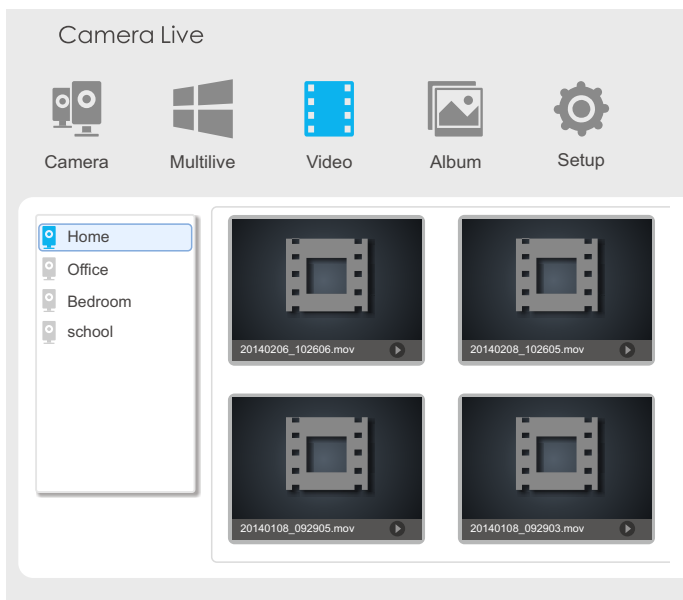 Camera Live
Camera Multilive Video Album Setup
Home
Office
Bedroom
school
20140206_102606.mov
20140208_102605.mov
20140108_092905.mov
20140108_092903.mov